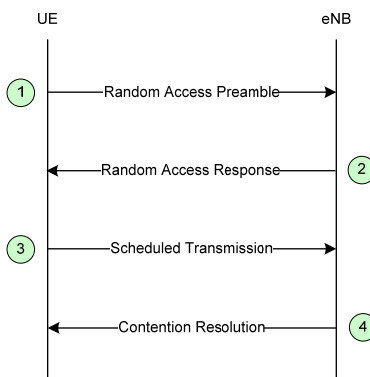 UE
eNB
1
Random Access Preamble
Random Access Response
2
3
Scheduled Transmission
Contention Resolution
4